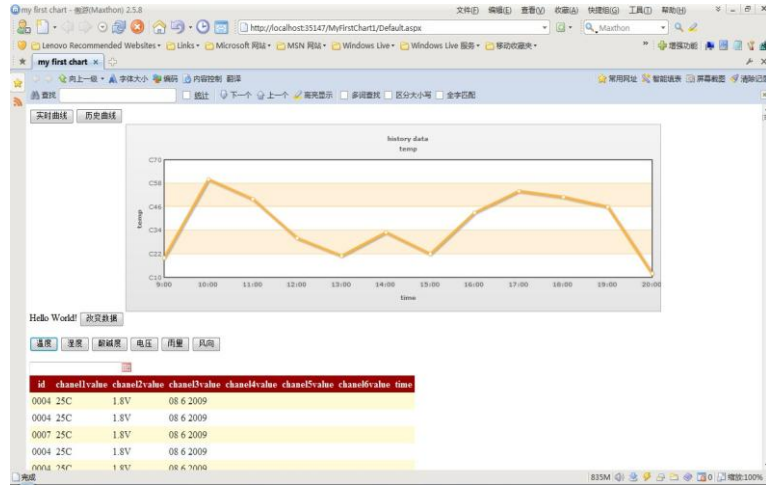 my first chart - 傲游(Maxthon) 2.5.8
文件(F) 编辑(E) 查看(V) 收藏(A) 快捷组(G) 工具(T) 帮助(H)
http://localhost:35147/MyFirstChart1/Default.aspx
Maxthon
Lenovo Recommended Websites Links Microsoft 网站 MSN 网站 Windows Live Windows Live 服务 移动收藏夹 增强功能
my first chart
向上一级 字体大小 编码 内容控制 翻译 常用网址 智能填表 屏幕截图 清除记录
查找 统计 下一个 上一个 高亮显示 多词查找 区分大小写 全字匹配
实时曲线 历史曲线
history data
temp
C70
C58
C46
C34
C22
C10
temp
9:00 10:00 11:00 12:00 13:00 14:00 15:00 16:00 17:00 18:00 19:00 20:00
time
Hello World! 改变数据
温度 湿度 酸碱度 电压 雨量 风向
id chanel1value chanel2value chanel3value chanel4value chanel5value chanel6value time
0004 25C 1.8V 08 6 2009
0004 25C 1.8V 08 6 2009
0007 25C 1.8V 08 6 2009
0004 25C 1.8V 08 6 2009
0004 25C 1.8V 08 6 2009
完成 835M 0 缩放:100%